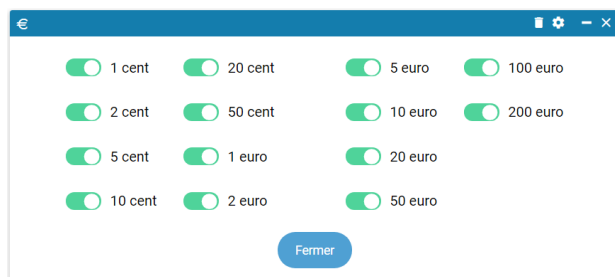 €
1 cent 20 cent 5 euro 100 euro
2 cent 50 cent 10 euro 200 euro
5 cent 1 euro 20 euro
10 cent 2 euro 50 euro
Fermer